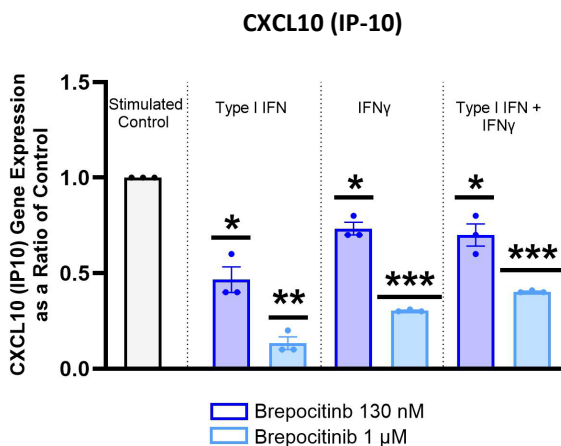 CXCL10 (IP-10)
CXCL10 (IP10) Gene Expression
as a Ratio of Control
1.5
1.0
0.5
0.0
Stimulated
Control
Type I IFN
IFNγ
Type I IFN +
IFNγ
*
**
*
***
*
***
Brepocitinb 130 nM
Brepocitinib 1 µM